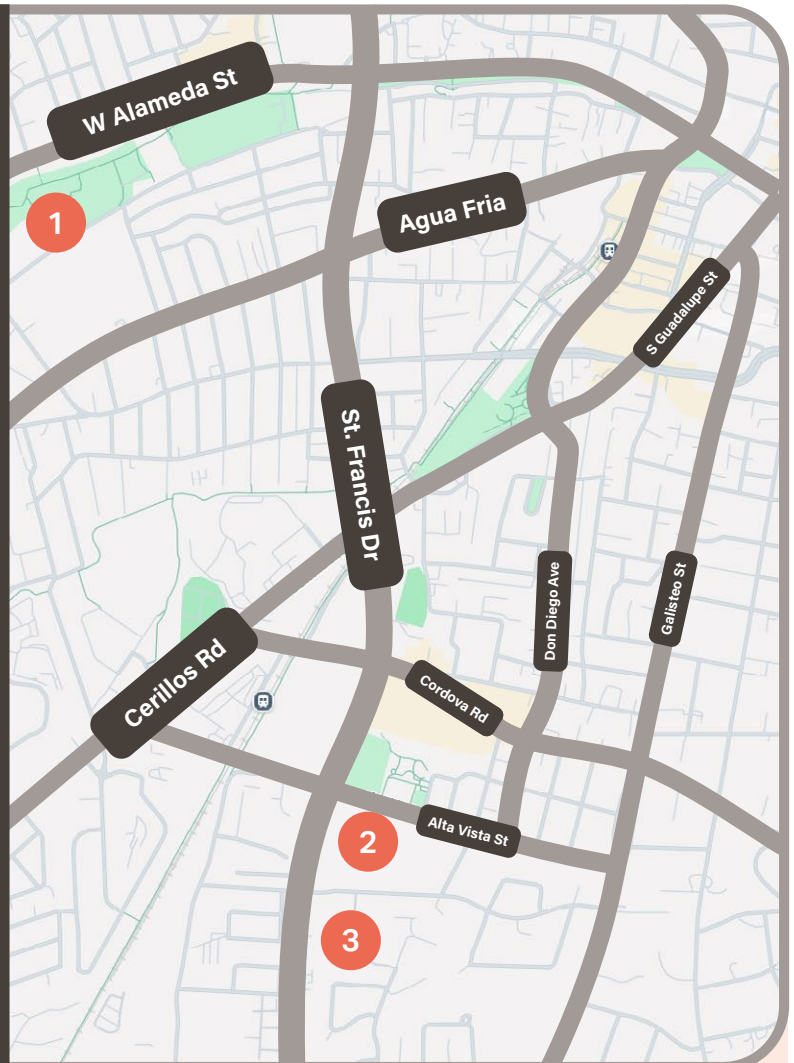 W Alameda St
1
Agua Fria
S Guadalupe St
St. Francis Dr
Don Diego Ave
Galisteo St
Cerillos Rd
Cordova Rd
Alta Vista St
2
3